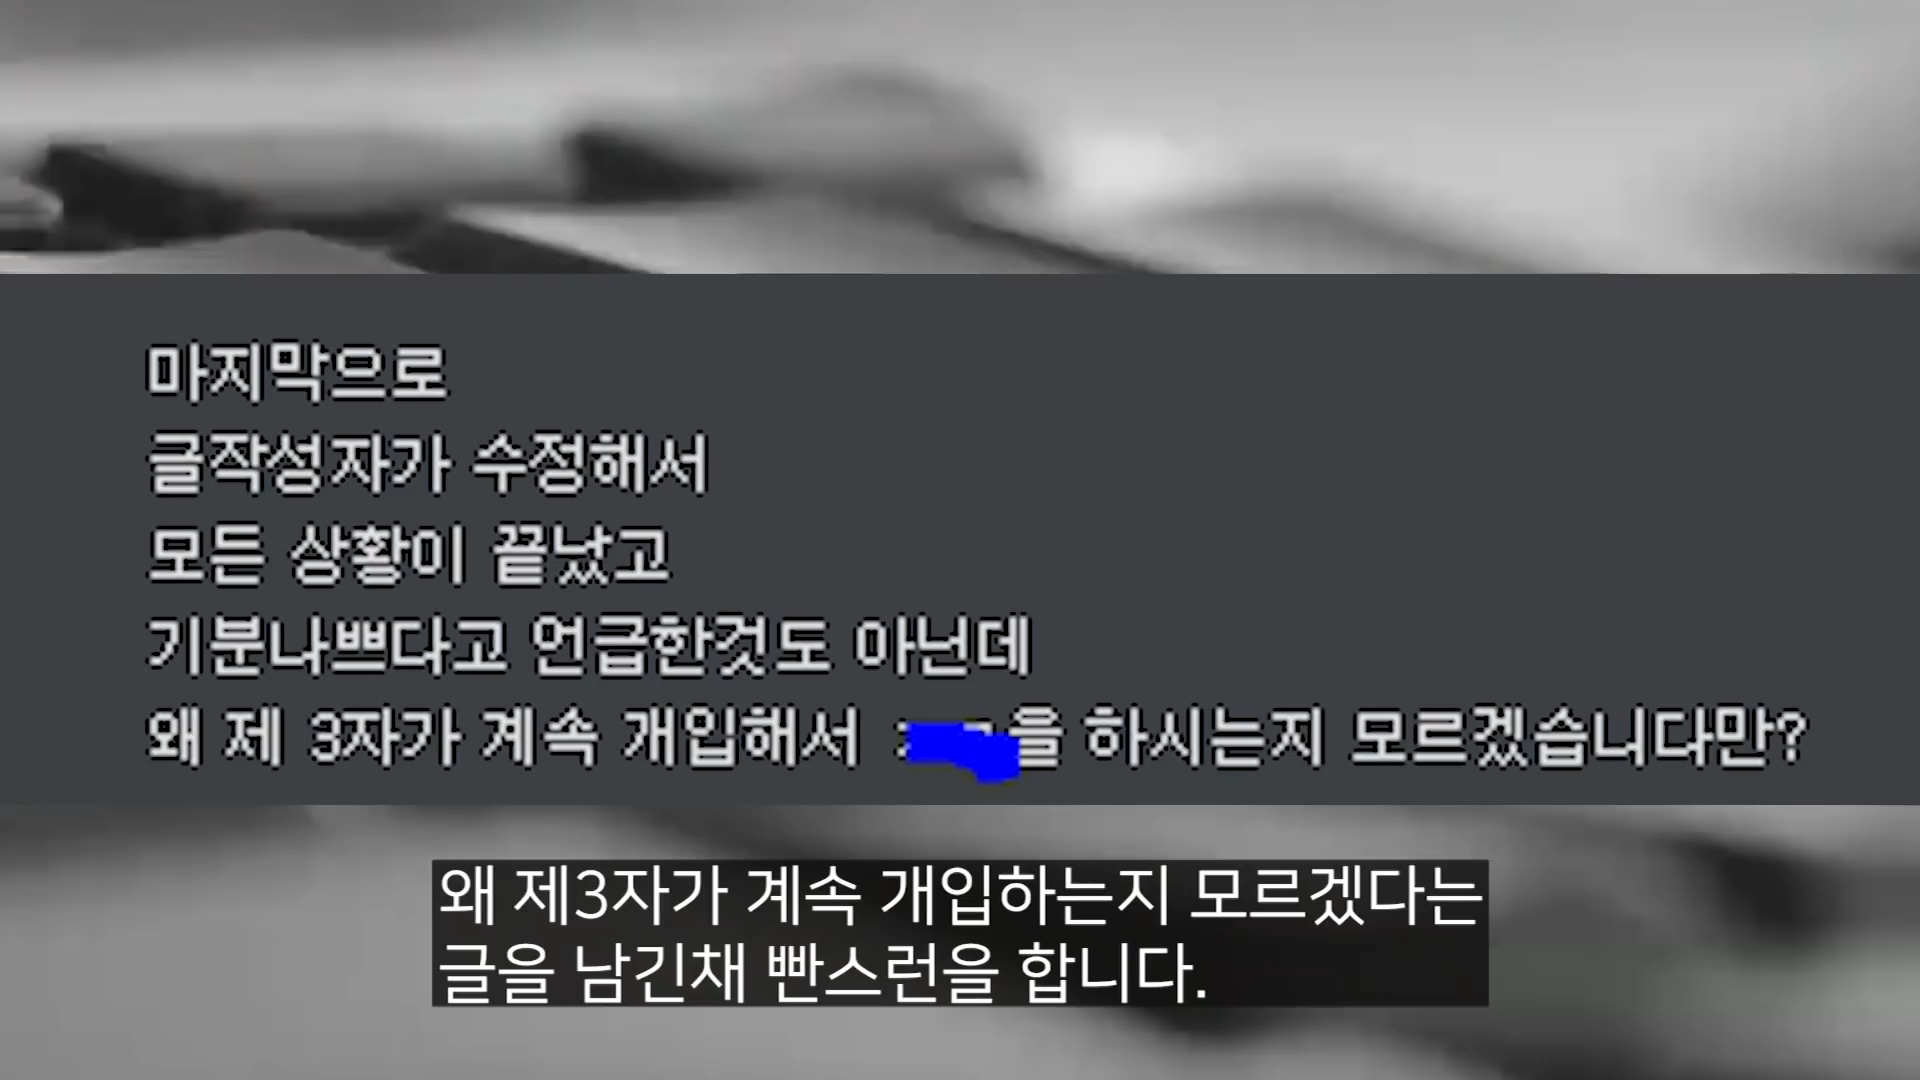 마지막으로
글작성자가 수정해서
모든 상황이 끝났고
기분나쁘다고 언급한것도 아닌데
왜 제 3자가 계속 개입해서 을 하시는지 모르겠습니다만?
왜 제3자가 계속 개입하는지 모르겠다는
글을 남긴채 빤스런을 합니다.